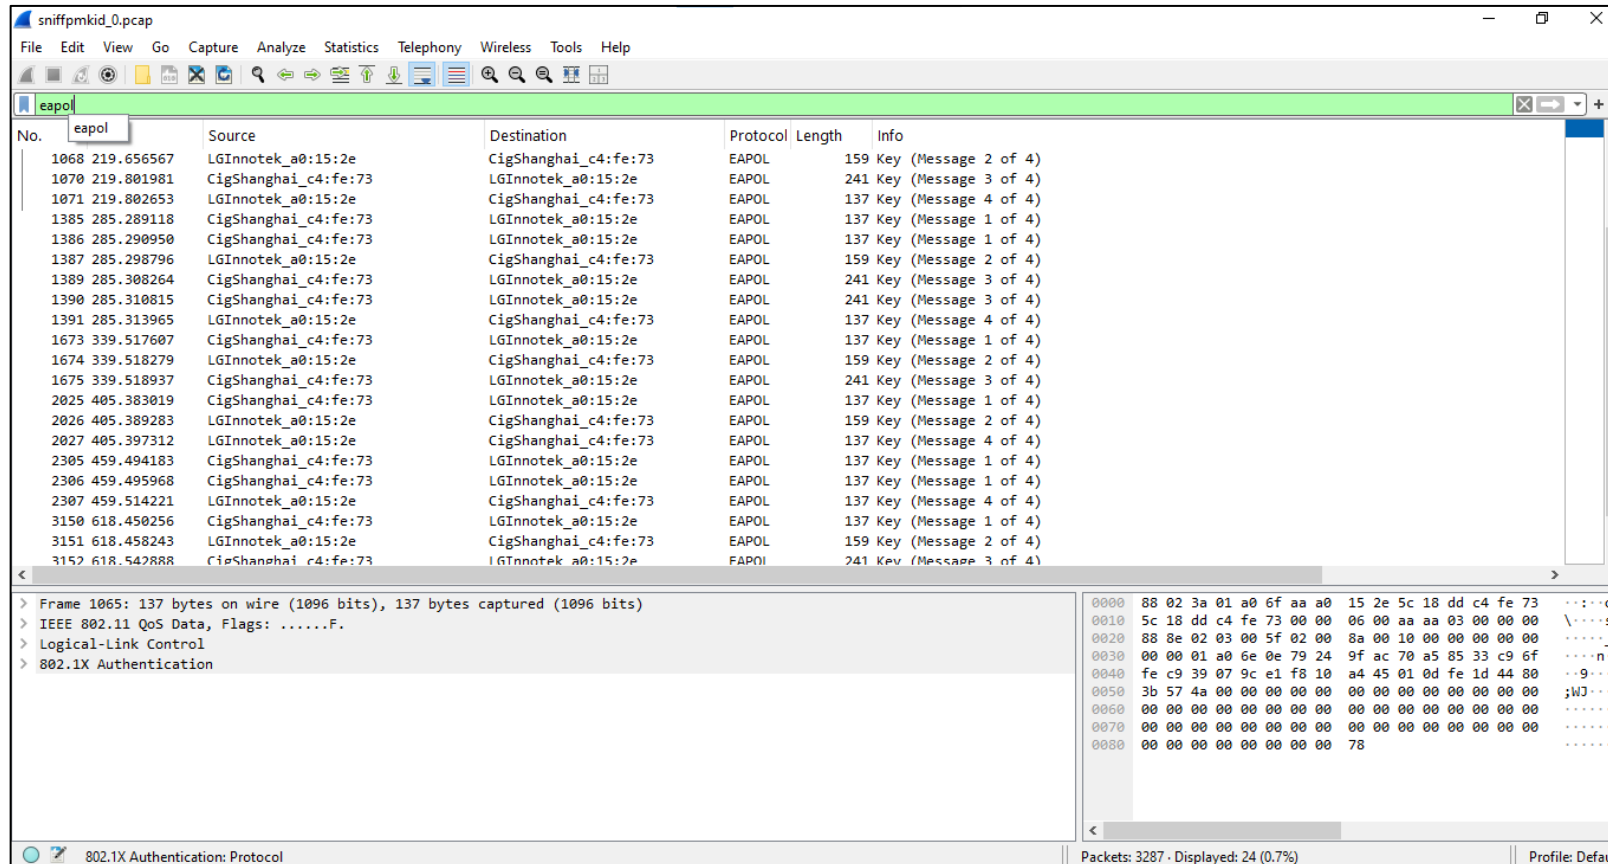 sniffpmkid_0.pcap
File Edit View Go Capture Analyze Statistics Telephony Wireless Tools Help
eapol
eapol
No. Source Destination Protocol Length Info
1068 219.656567 LGInnotek_a0:15:2e CigShanghai_c4:fe:73 EAPOL 159 Key (Message 2 of 4)
1070 219.801981 CigShanghai_c4:fe:73 LGInnotek_a0:15:2e EAPOL 241 Key (Message 3 of 4)
1071 219.802653 LGInnotek_a0:15:2e CigShanghai_c4:fe:73 EAPOL 137 Key (Message 4 of 4)
1385 285.289118 CigShanghai_c4:fe:73 LGInnotek_a0:15:2e EAPOL 137 Key (Message 1 of 4)
1386 285.290950 CigShanghai_c4:fe:73 LGInnotek_a0:15:2e EAPOL 137 Key (Message 1 of 4)
1387 285.298796 LGInnotek_a0:15:2e CigShanghai_c4:fe:73 EAPOL 159 Key (Message 2 of 4)
1389 285.308264 CigShanghai_c4:fe:73 LGInnotek_a0:15:2e EAPOL 241 Key (Message 3 of 4)
1390 285.310815 CigShanghai_c4:fe:73 LGInnotek_a0:15:2e EAPOL 241 Key (Message 3 of 4)
1391 285.313965 LGInnotek_a0:15:2e CigShanghai_c4:fe:73 EAPOL 137 Key (Message 4 of 4)
1673 339.517607 CigShanghai_c4:fe:73 LGInnotek_a0:15:2e EAPOL 137 Key (Message 1 of 4)
1674 339.518279 LGInnotek_a0:15:2e CigShanghai_c4:fe:73 EAPOL 159 Key (Message 2 of 4)
1675 339.518937 CigShanghai_c4:fe:73 LGInnotek_a0:15:2e EAPOL 241 Key (Message 3 of 4)
2025 405.383019 CigShanghai_c4:fe:73 LGInnotek_a0:15:2e EAPOL 137 Key (Message 1 of 4)
2026 405.389283 LGInnotek_a0:15:2e CigShanghai_c4:fe:73 EAPOL 159 Key (Message 2 of 4)
2027 405.397312 LGInnotek_a0:15:2e CigShanghai_c4:fe:73 EAPOL 137 Key (Message 4 of 4)
2305 459.494183 CigShanghai_c4:fe:73 LGInnotek_a0:15:2e EAPOL 137 Key (Message 1 of 4)
2306 459.495968 CigShanghai_c4:fe:73 LGInnotek_a0:15:2e EAPOL 137 Key (Message 1 of 4)
2307 459.514221 LGInnotek_a0:15:2e CigShanghai_c4:fe:73 EAPOL 137 Key (Message 4 of 4)
3150 618.450256 CigShanghai_c4:fe:73 LGInnotek_a0:15:2e EAPOL 137 Key (Message 1 of 4)
3151 618.458243 LGInnotek_a0:15:2e CigShanghai_c4:fe:73 EAPOL 159 Key (Message 2 of 4)
3152 618.542888 CigShanghai_c4:fe:73 LGInnotek_a0:15:2e EAPOL 241 Key (Message 3 of 4)
> Frame 1065: 137 bytes on wire (1096 bits), 137 bytes captured (1096 bits)
> IEEE 802.11 QoS Data, Flags: ......F.
> Logical-Link Control
> 802.1X Authentication
0000 88 02 3a 01 a0 6f aa a0 15 2e 5c 18 dd c4 fe 73
0010 5c 18 dd c4 fe 73 00 00 06 00 aa aa 03 00 00 00
0020 88 8e 02 03 00 5f 02 00 8a 00 10 00 00 00 00 00
0030 00 00 01 a0 6e 0e 79 24 9f ac 70 a5 85 33 c9 6f
0040 fe c9 39 07 9c e1 f8 10 a4 45 01 0d fe 1d 44 80
0050 3b 57 4a 00 00 00 00 00 00 00 00 00 00 00 00 00
0060 00 00 00 00 00 00 00 00 00 00 00 00 00 00 00 00
0070 00 00 00 00 00 00 00 00 00 00 00 00 00 00 00 00
0080 00 00 00 00 00 00 00 00 78
802.1X Authentication: Protocol Packets: 3287 · Displayed: 24 (0.7%) Profile: Defau